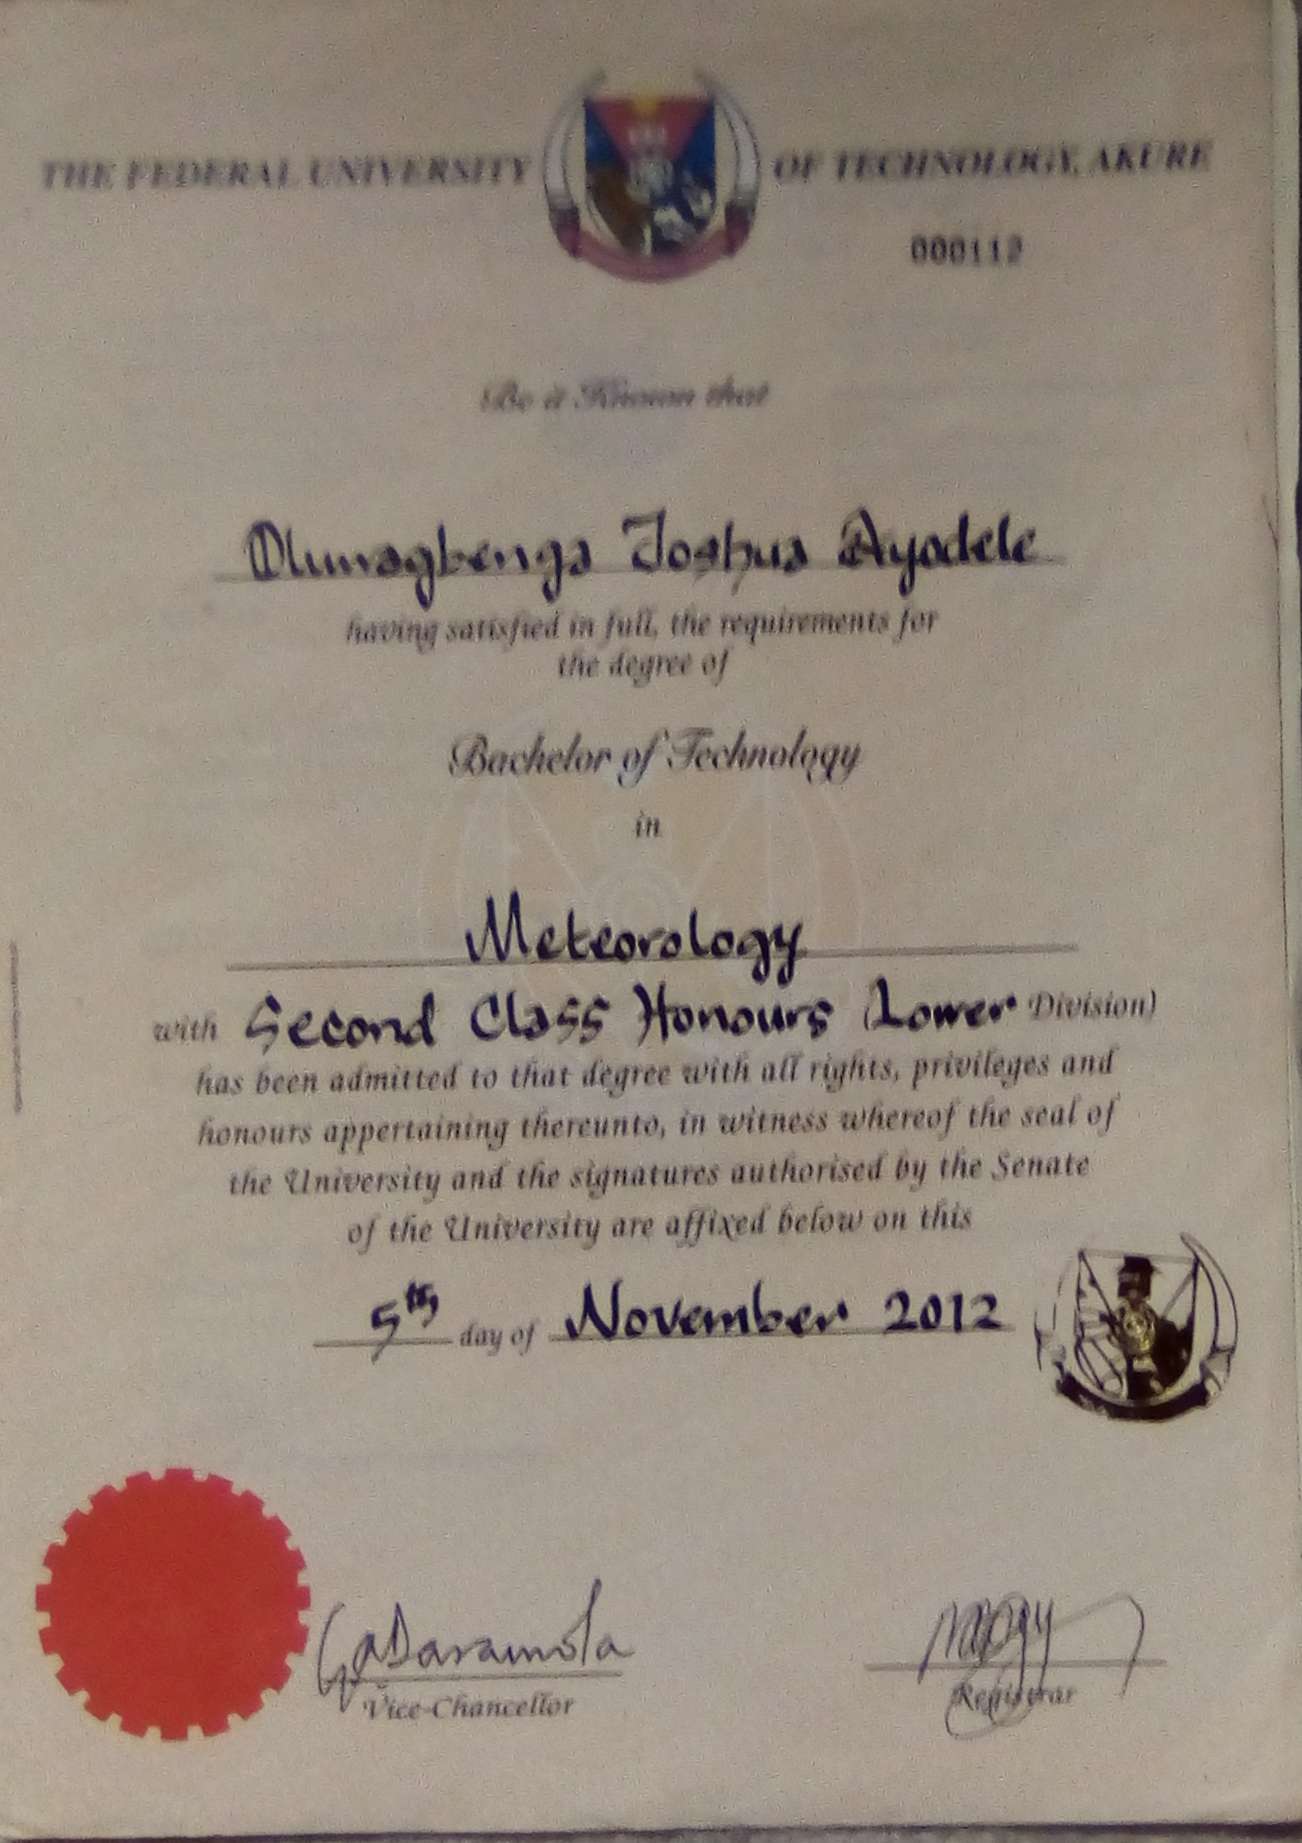 THE FEDERAL UNIVERSITY OF TECHNOLOGY, AKURE
000112
Be it Known that
Olunagbenga Joshua Ayodele
having satisfied in full, the requirements for
the degree of
Bachelor of Technology
in
Meteorology
with Second Class Honours (Lower Division)
has been admitted to that degree with all rights, privileges and
honours appertaining thereunto, in witness whereof the seal of
the University and the signatures authorised by the Senate
of the University are affixed below on this
5th day of November 2012
Daramola
Vice-Chancellor
Registrar